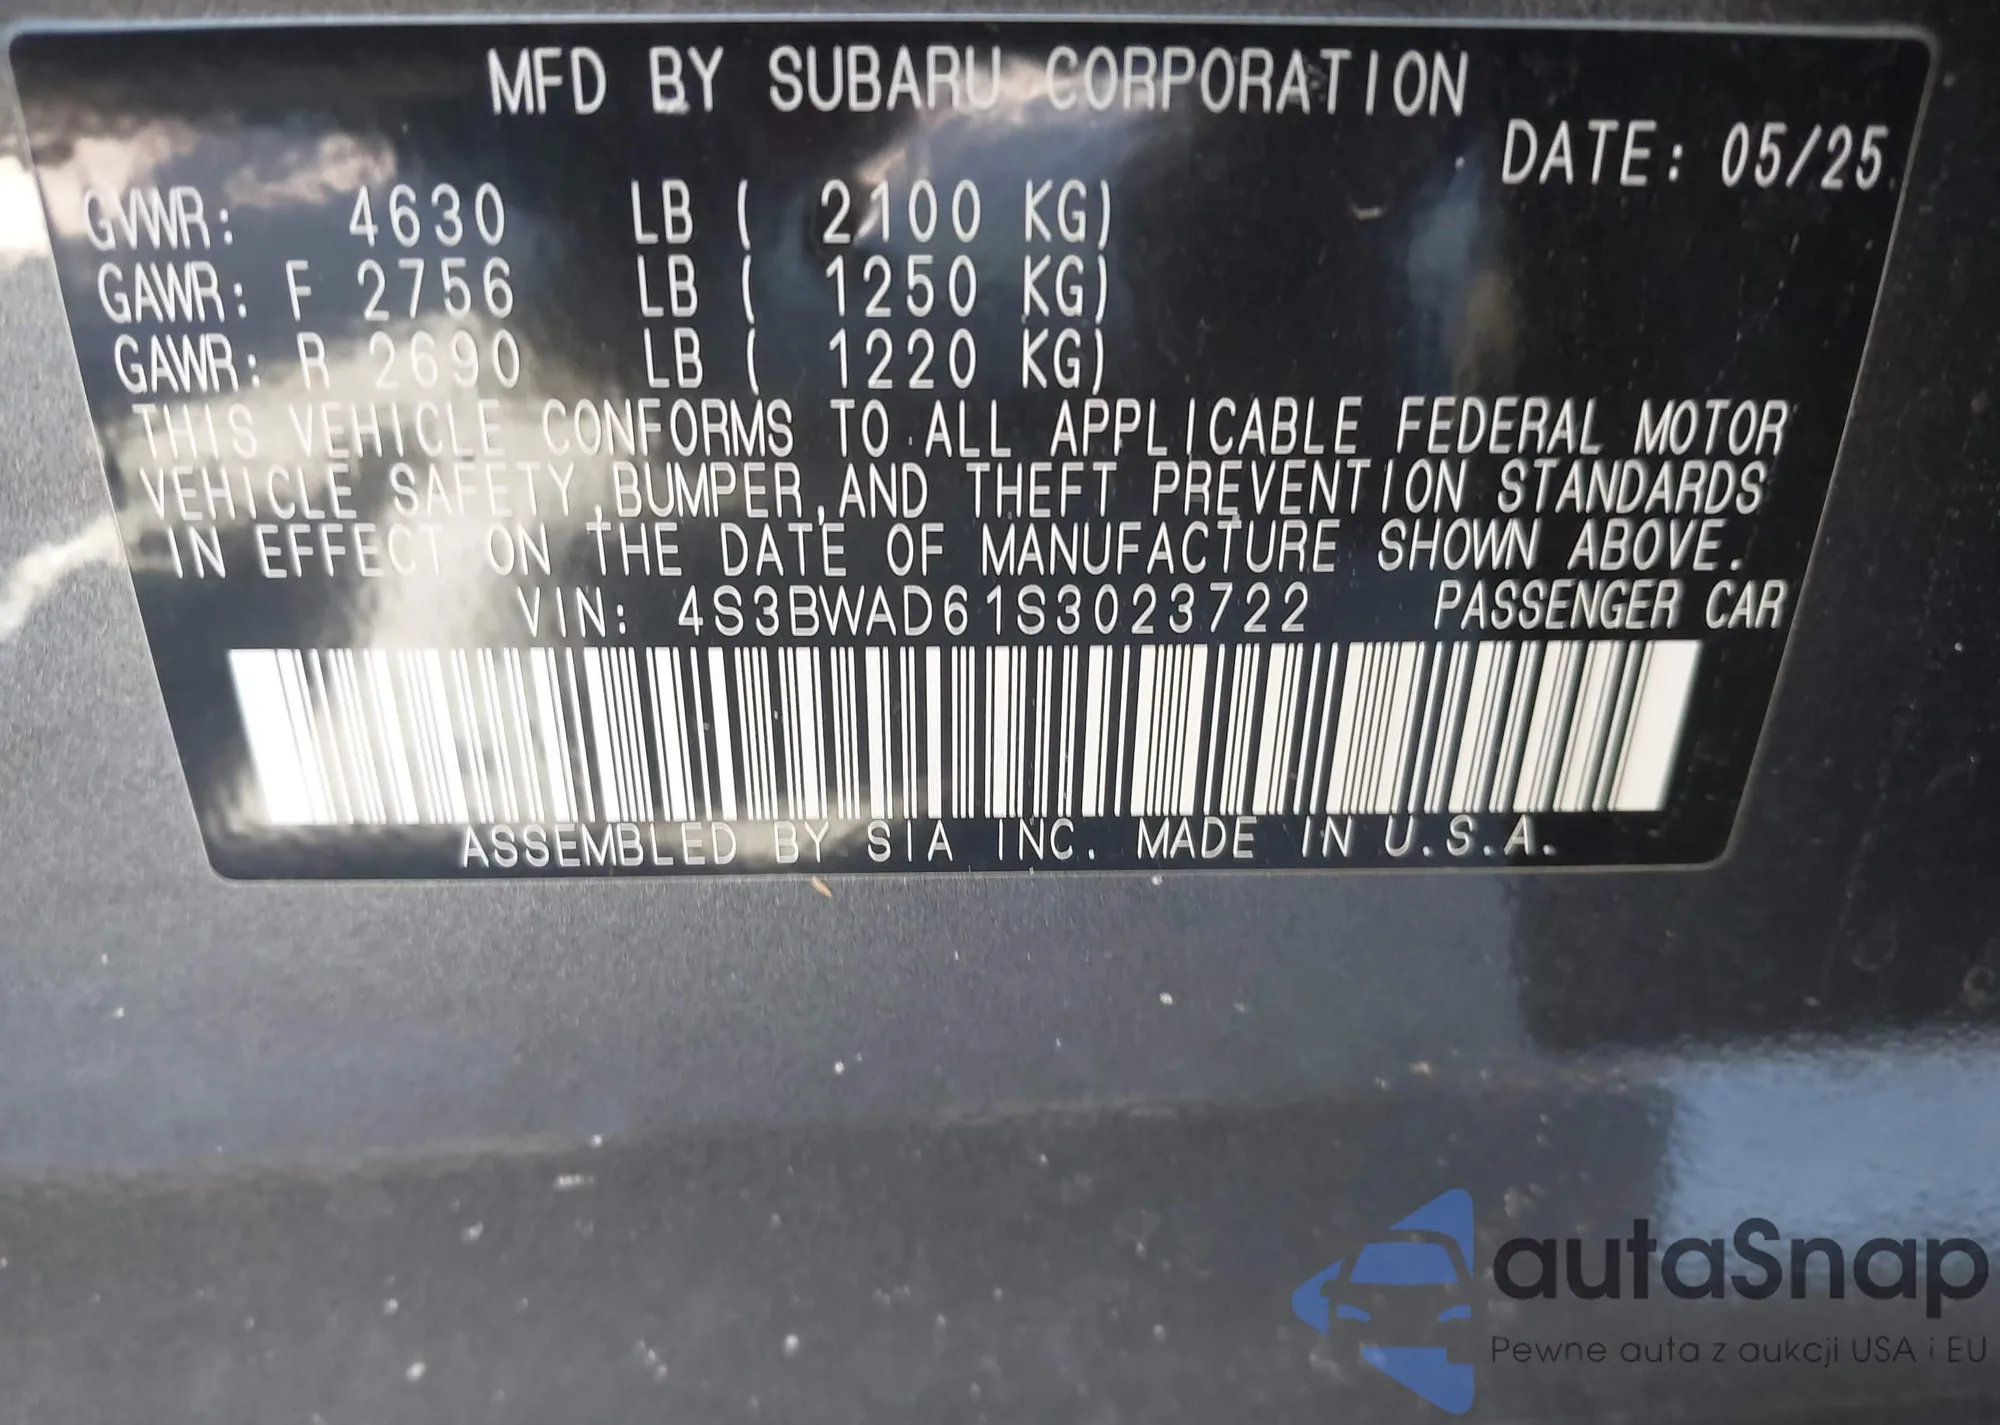 MFD BY SUBARU CORPORATION
DATE: 05/25
GVWR: 4630 LB ( 2100 KG)
GAWR: F 2756 LB ( 1250 KG)
GAWR: R 2690 LB ( 1220 KG)
THIS VEHICLE CONFORMS TO ALL APPLICABLE FEDERAL MOTOR
VEHICLE SAFETY,BUMPER,AND THEFT PREVENTION STANDARDS
IN EFFECT ON THE DATE OF MANUFACTURE SHOWN ABOVE.
VIN: 4S3BWAD61S3023722 PASSENGER CAR
ASSEMBLED BY SIA INC. MADE IN U.S.A.
autaSnap
Pewne auta z aukcji USA i EU